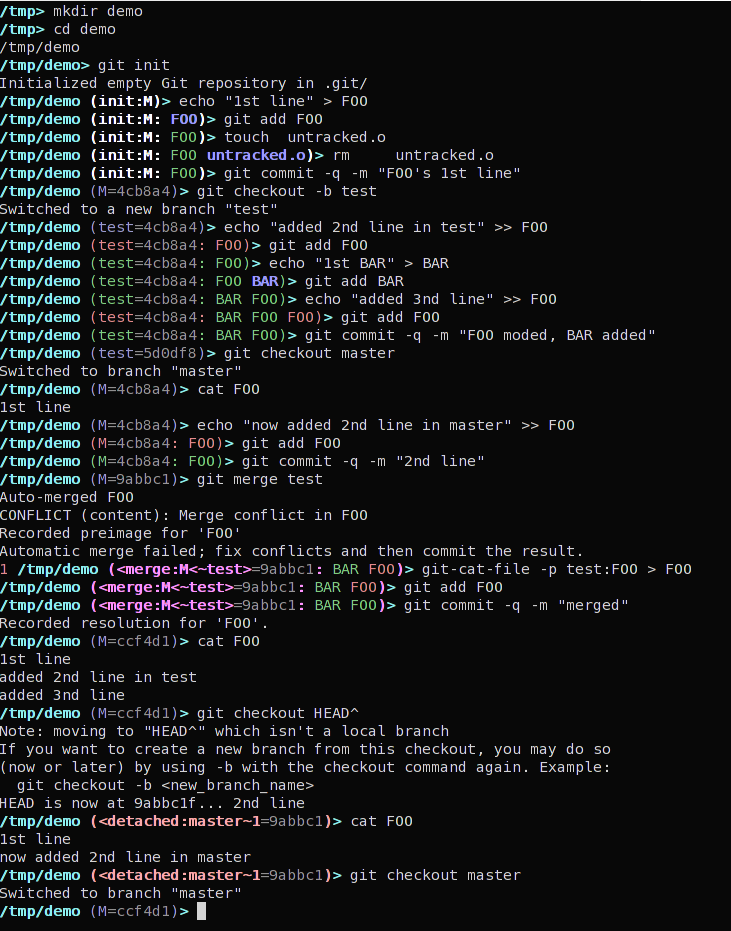 /tmp> mkdir demo
/tmp> cd demo
/tmp/demo
/tmp/demo> git init
Initialized empty Git repository in .git/
/tmp/demo (init:M)> echo "1st line" > FOO
/tmp/demo (init:M: FOO)> git add FOO
/tmp/demo (init:M: FOO)> touch  untracked.o
/tmp/demo (init:M: FOO untracked.o)> rm     untracked.o
/tmp/demo (init:M: FOO)> git commit -q -m "FOO's 1st line"
/tmp/demo (M=4cb8a4)> git checkout -b test
Switched to a new branch "test"
/tmp/demo (test=4cb8a4)> echo "added 2nd line in test" >> FOO
/tmp/demo (test=4cb8a4: FOO)> git add FOO
/tmp/demo (test=4cb8a4: FOO)> echo "1st BAR" > BAR
/tmp/demo (test=4cb8a4: FOO BAR)> git add BAR
/tmp/demo (test=4cb8a4: BAR FOO)> echo "added 3nd line" >> FOO
/tmp/demo (test=4cb8a4: BAR FOO FOO)> git add FOO
/tmp/demo (test=4cb8a4: BAR FOO)> git commit -q -m "FOO moded, BAR added"
/tmp/demo (test=5d0df8)> git checkout master
Switched to branch "master"
/tmp/demo (M=4cb8a4)> cat FOO
1st line
/tmp/demo (M=4cb8a4)> echo "now added 2nd line in master" >> FOO
/tmp/demo (M=4cb8a4: FOO)> git add FOO
/tmp/demo (M=4cb8a4: FOO)> git commit -q -m "2nd line"
/tmp/demo (M=9abbc1)> git merge test
Auto-merged FOO
CONFLICT (content): Merge conflict in FOO
Recorded preimage for 'FOO'
Automatic merge failed; fix conflicts and then commit the result.
1 /tmp/demo (<merge:M<~test>=9abbc1: BAR FOO)> git-cat-file -p test:FOO > FOO
/tmp/demo (<merge:M<~test>=9abbc1: BAR FOO)> git add FOO
/tmp/demo (<merge:M<~test>=9abbc1: BAR FOO)> git commit -q -m "merged"
Recorded resolution for 'FOO'.
/tmp/demo (M=ccf4d1)> cat FOO
1st line
added 2nd line in test
added 3nd line
/tmp/demo (M=ccf4d1)> git checkout HEAD^
Note: moving to "HEAD^" which isn't a local branch
If you want to create a new branch from this checkout, you may do so
(now or later) by using -b with the checkout command again. Example:
  git checkout -b <new_branch_name>
HEAD is now at 9abbc1f... 2nd line
/tmp/demo (<detached:master~1=9abbc1)> cat FOO
1st line
now added 2nd line in master
/tmp/demo (<detached:master~1=9abbc1)> git checkout master
Switched to branch "master"
/tmp/demo (M=ccf4d1)>